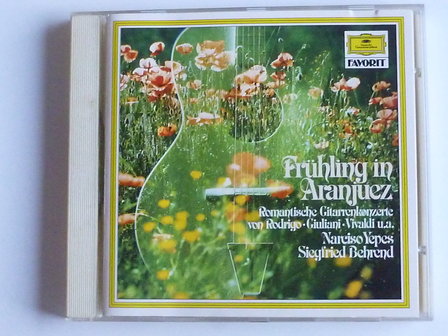 FAVORIT
Frühling in
Aranjuez
Romantische Gitarrenkonzerte
von Rodrigo · Giuliani · Vivaldi u.a.
Narciso Yepes
Siegfried Behrend